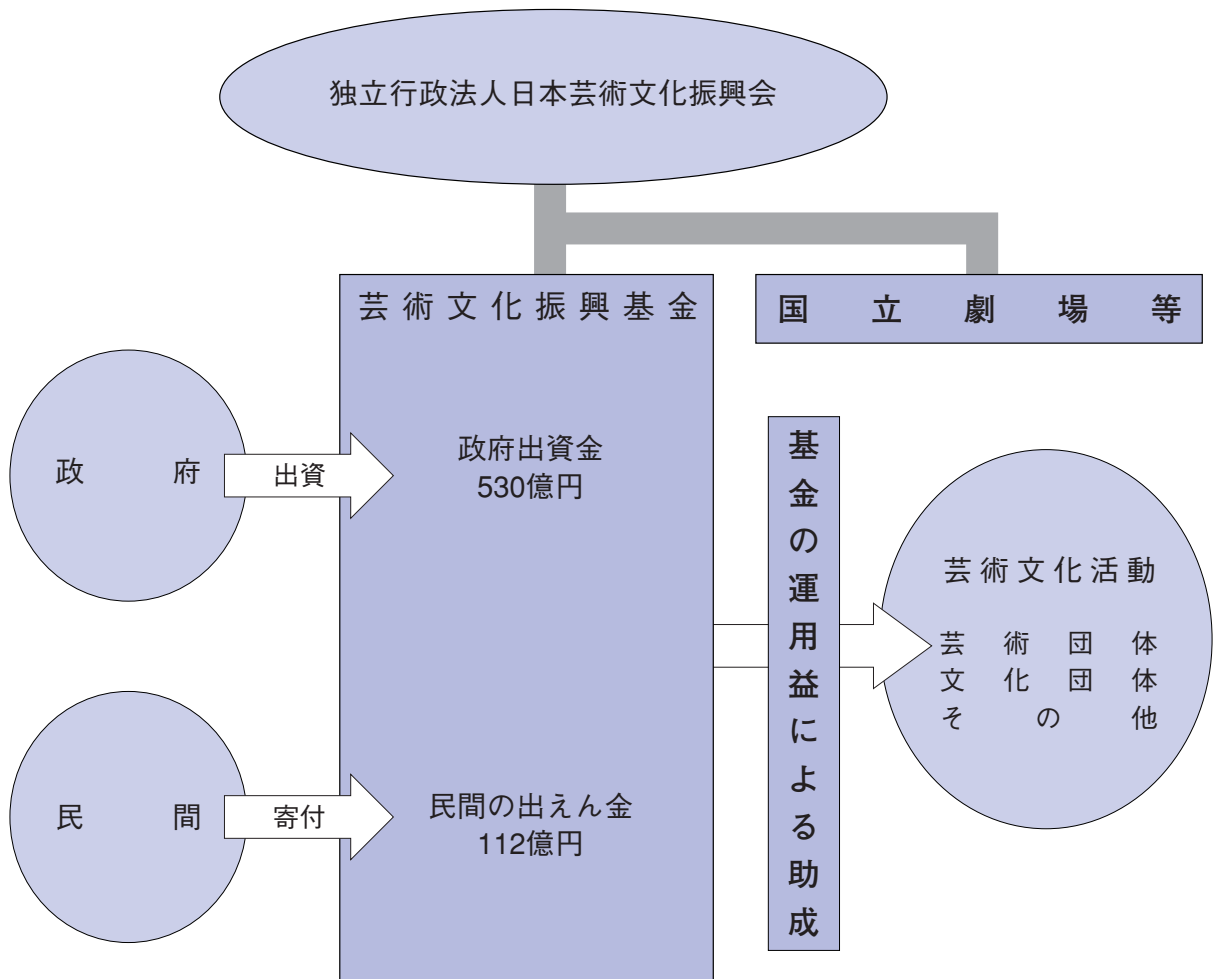 独立行政法人日本芸術文化振興会
芸術文化振興基金
国立劇場等
政府
出資
政府出資金
530億円
基金の運用益による助成
芸術文化活動
芸術団体
文化団体
その他
民間
寄付
民間の出えん金
112億円